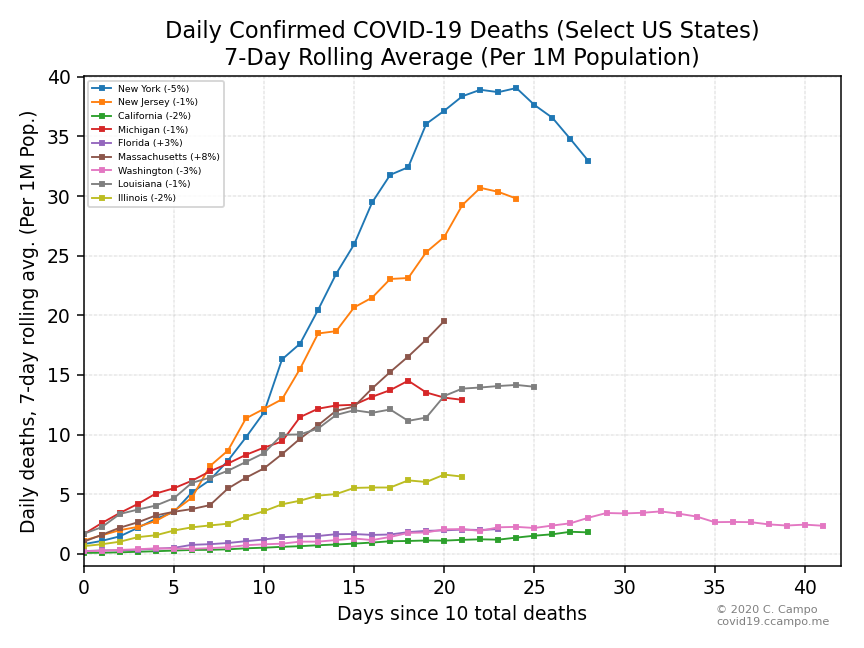 Daily Confirmed COVID-19 Deaths (Select US States)
7-Day Rolling Average (Per 1M Population)
Daily deaths, 7-day rolling avg. (Per 1M Pop.)
40
35
30
25
20
15
10
5
0
New York (-5%)
New Jersey (-1%)
California (-2%)
Michigan (-1%)
Florida (+3%)
Massachusetts (+8%)
Washington (-3%)
Louisiana (-1%)
Illinois (-2%)
0 5 10 15 20 25 30 35 40
Days since 10 total deaths
© 2020 C. Campo
covid19.ccampo.me